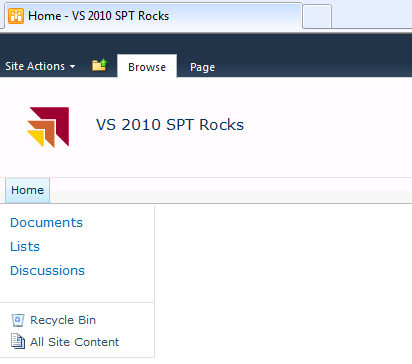 Home - VS 2010 SPT Rocks
Site Actions Browse Page
VS 2010 SPT Rocks
Home
Documents
Lists
Discussions
Recycle Bin
All Site Content